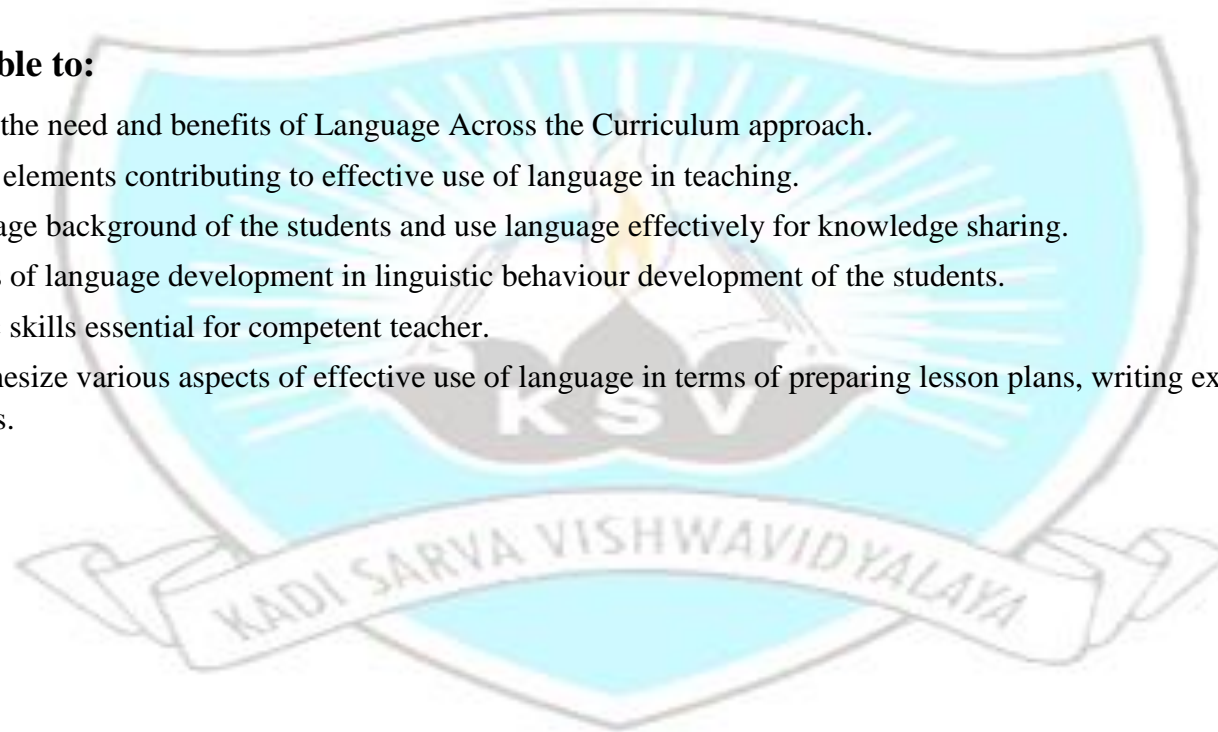 ble to:
the need and benefits of Language Across the Curriculum approach.
elements contributing to effective use of language in teaching.
age background of the students and use language effectively for knowledge sharing.
s of language development in linguistic behaviour development of the students.
skills essential for competent teacher.
nesize various aspects of effective use of language in terms of preparing lesson plans, writing ex
s.
KSV
KADI SARVA VISHWAVIDYALAYA